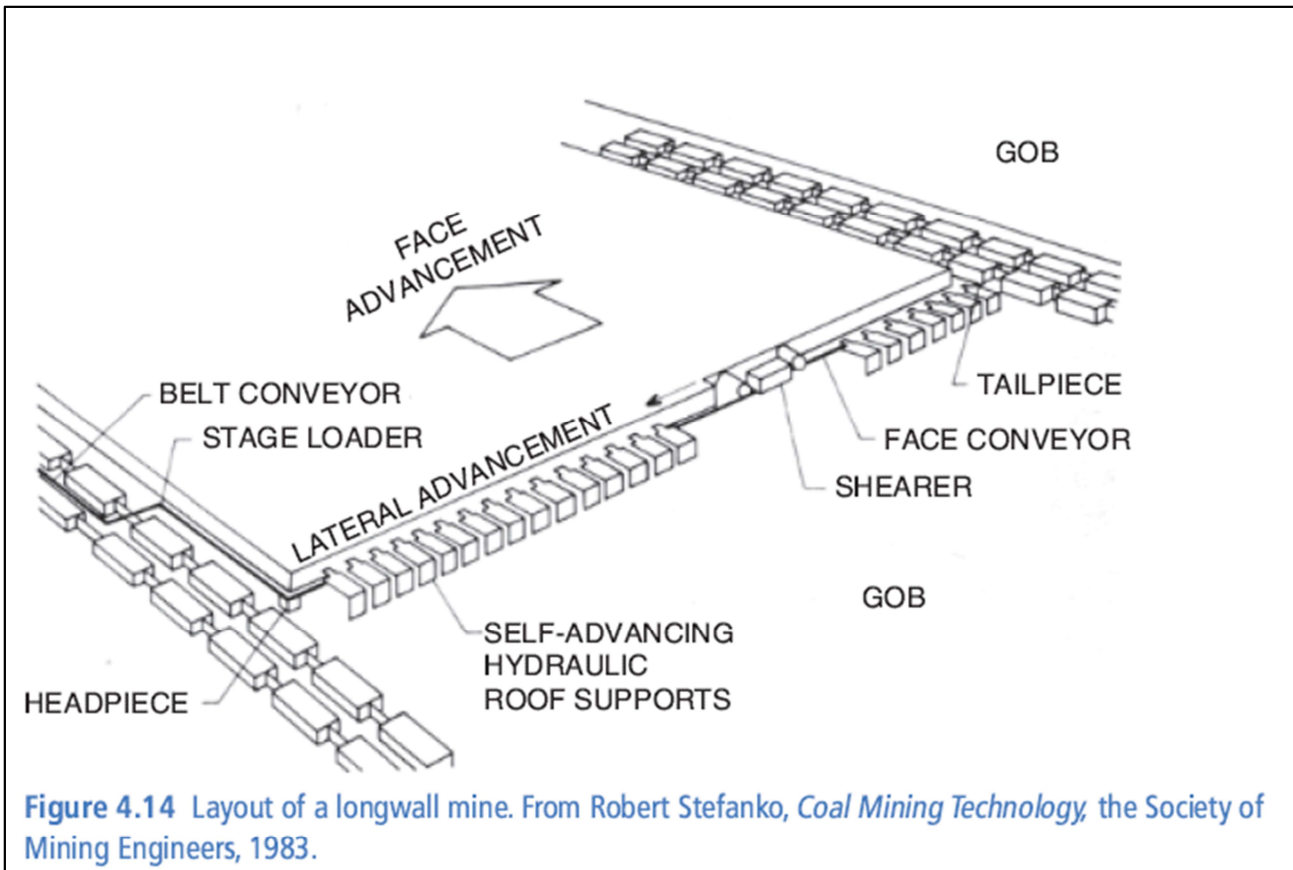 GOB
FACE
ADVANCEMENT
BELT CONVEYOR
STAGE LOADER
LATERAL ADVANCEMENT
TAILPIECE
FACE CONVEYOR
SHEARER
GOB
SELF-ADVANCING
HYDRAULIC
ROOF SUPPORTS
HEADPIECE
Figure 4.14 Layout of a longwall mine. From Robert Stefanko, Coal Mining Technology, the Society of
Mining Engineers, 1983.